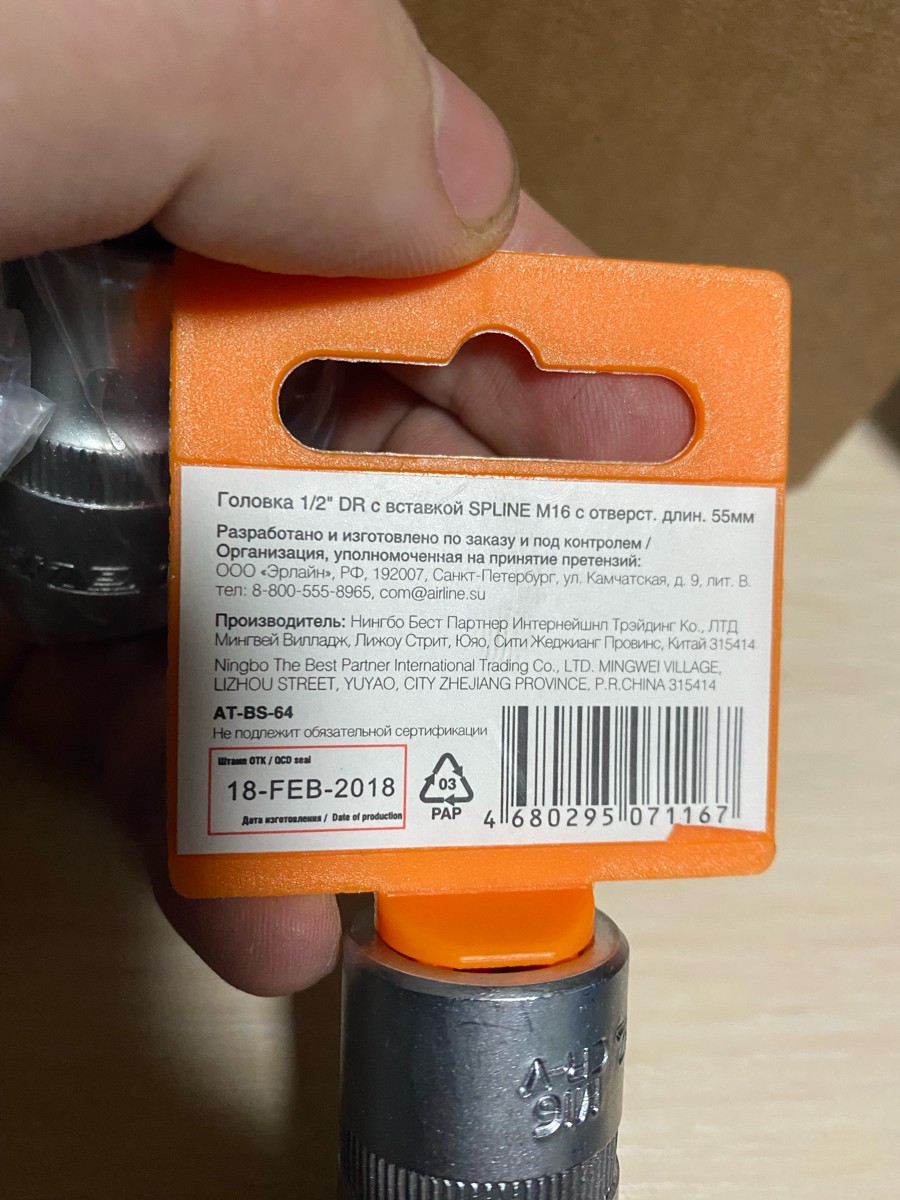 Головка 1/2" DR с вставкой SPLINE M16 с отверст. длин. 55мм
Разработано и изготовлено по заказу и под контролем /
Организация, уполномоченная на принятие претензий:
ООО «Эрлайн», РФ, 192007, Санкт-Петербург, ул. Камчатская, д. 9, лит. В.
тел: 8-800-555-8965, com@airline.su
Производитель: Нингбо Бест Партнер Интернейшнл Трэйдинг Ко., ЛТД
Мингвей Вилладж, Лижоу Стрит, Юяо, Сити Жеджианг Провинс, Китай 315414
Ningbo The Best Partner International Trading Co., LTD. MINGWEI VILLAGE,
LIZHOU STREET, YUYAO, CITY ZHEJIANG PROVINCE, P.R.CHINA 315414
AT-BS-64
Не подлежит обязательной сертификации
Штамп ОТК / QCD seal
18-FEB-2018
Дата изготовления / Date of production
03
PAP
4 680295 071167
Cr-V
M16